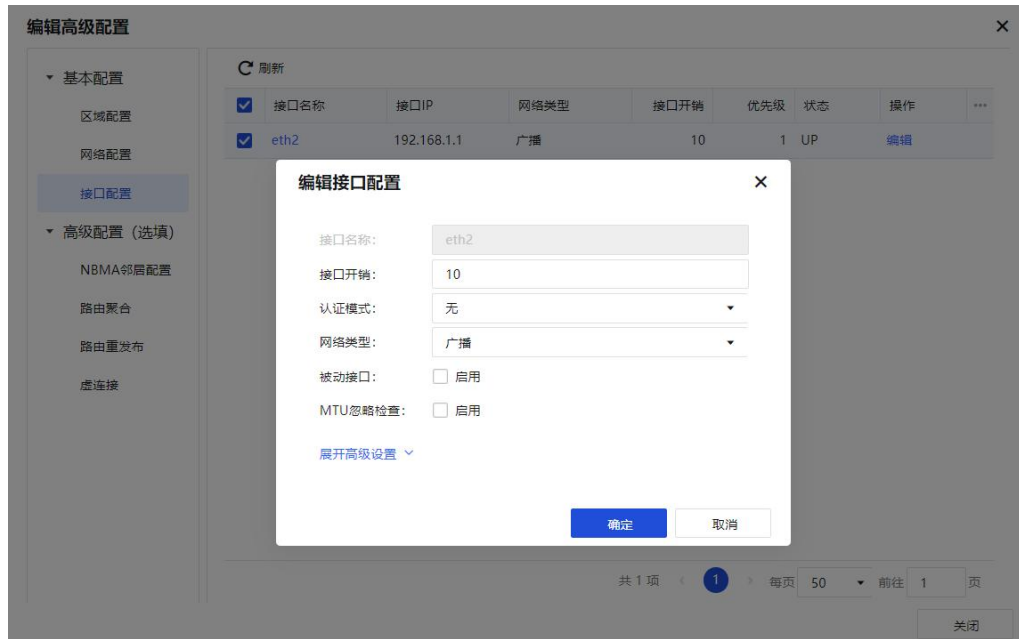 编辑高级配置
基本配置
区域配置
网络配置
接口配置
高级配置（选填）
NBMA邻居配置
路由聚合
路由重发布
虚连接
刷新
接口名称 接口IP 网络类型 接口开销 优先级 状态 操作
eth2 192.168.1.1 广播 10 1 UP 编辑
编辑接口配置
接口名称: eth2
接口开销: 10
认证模式: 无
网络类型: 广播
被动接口: 启用
MTU忽略检查: 启用
展开高级设置
确定 取消
共 1 项 1 每页 50 前往 1 页
关闭